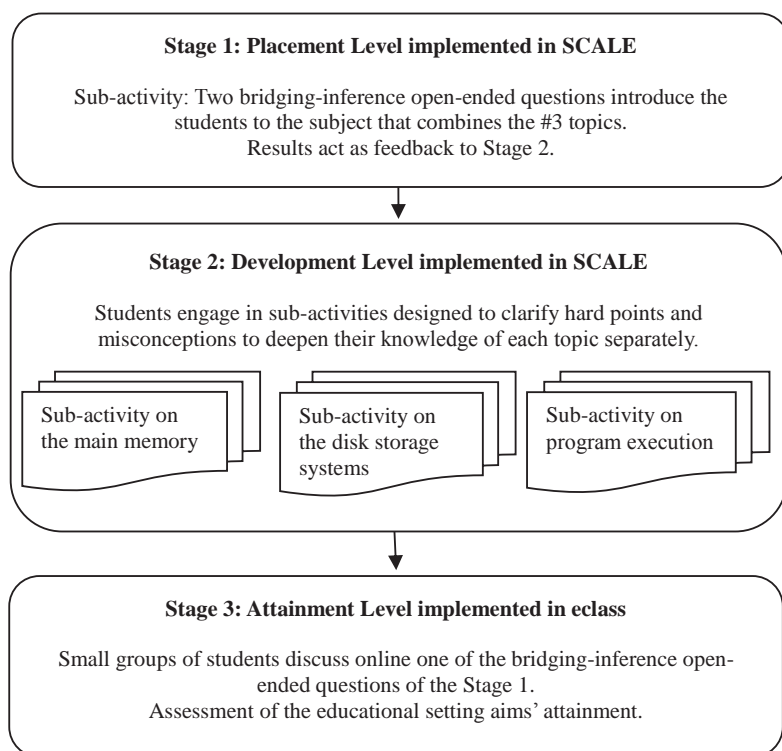 Stage 1: Placement Level implemented in SCALE
Sub-activity: Two bridging-inference open-ended questions introduce the
students to the subject that combines the #3 topics.
Results act as feedback to Stage 2.
Stage 2: Development Level implemented in SCALE
Students engage in sub-activities designed to clarify hard points and
misconceptions to deepen their knowledge of each topic separately.
Sub-activity on
the main memory
Sub-activity on
the disk storage
systems
Sub-activity on
program execution
Stage 3: Attainment Level implemented in eclass
Small groups of students discuss online one of the bridging-inference open-
ended questions of the Stage 1.
Assessment of the educational setting aims’ attainment.